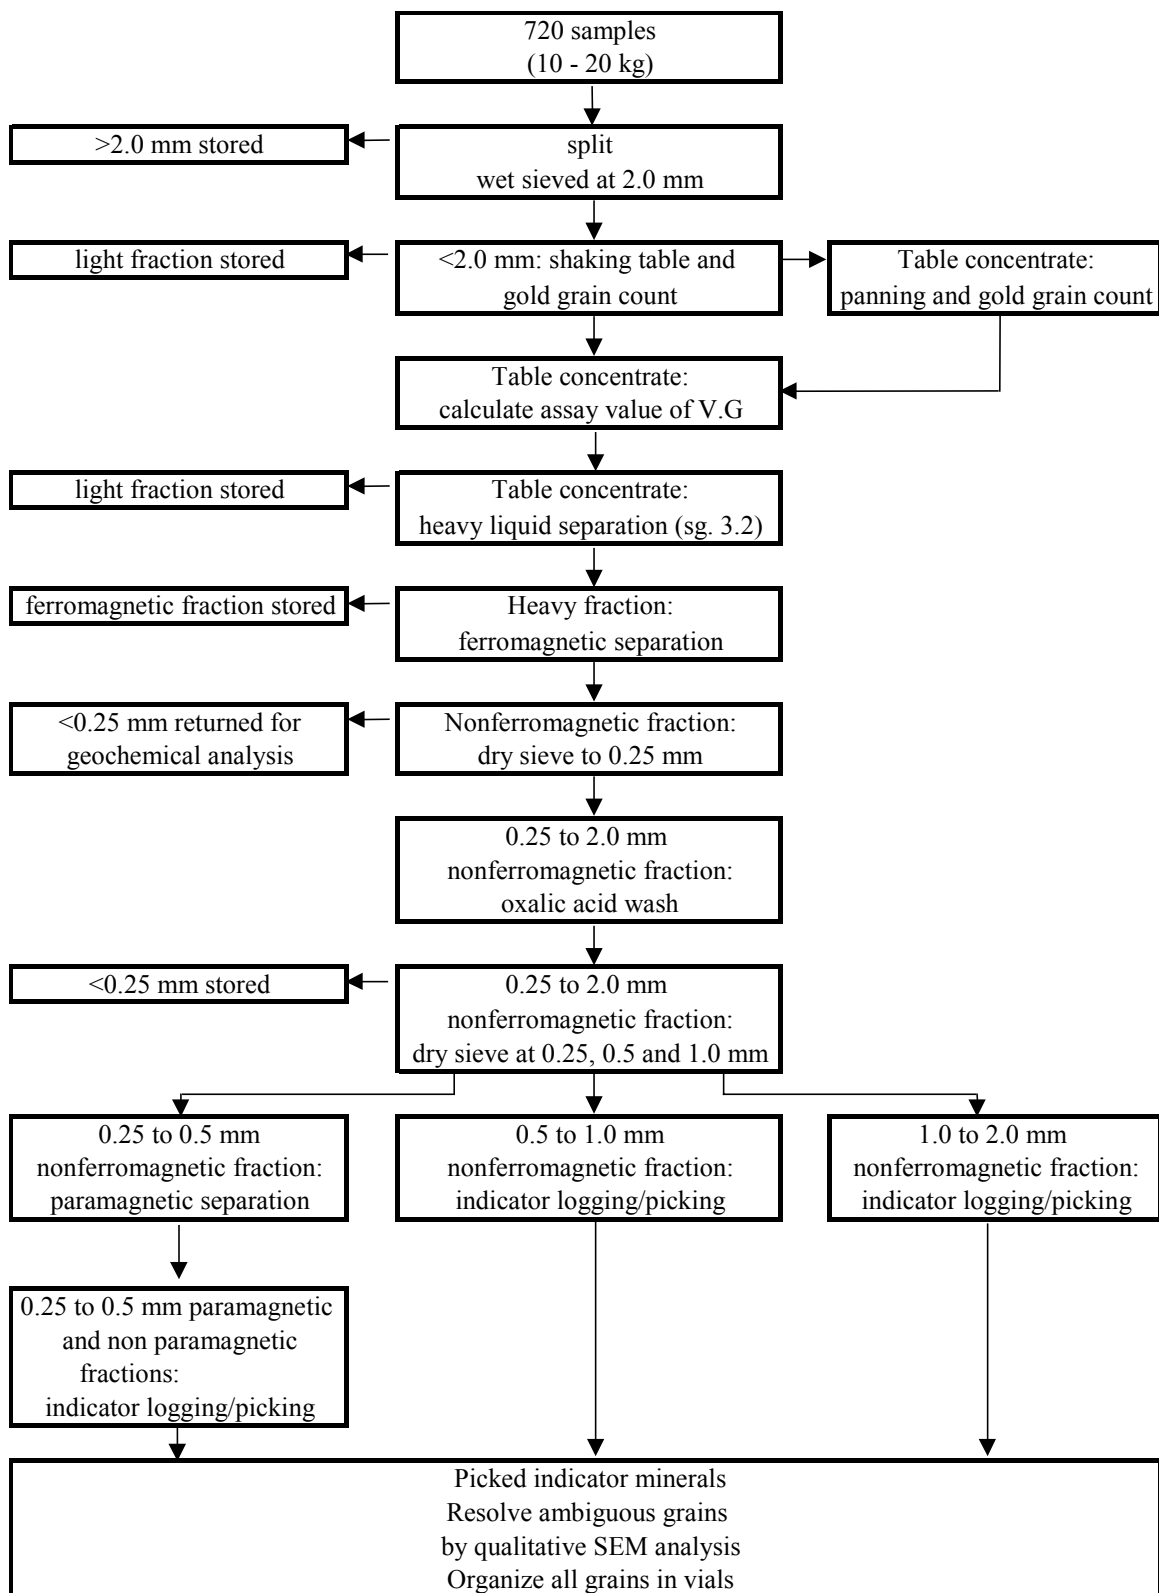 720 samples
(10 - 20 kg)
>2.0 mm stored
split
wet sieved at 2.0 mm
light fraction stored
<2.0 mm: shaking table and
gold grain count
Table concentrate:
panning and gold grain count
Table concentrate:
calculate assay value of V.G
light fraction stored
Table concentrate:
heavy liquid separation (sg. 3.2)
ferromagnetic fraction stored
Heavy fraction:
ferromagnetic separation
<0.25 mm returned for
geochemical analysis
Nonferromagnetic fraction:
dry sieve to 0.25 mm
0.25 to 2.0 mm
nonferromagnetic fraction:
oxalic acid wash
<0.25 mm stored
0.25 to 2.0 mm
nonferromagnetic fraction:
dry sieve at 0.25, 0.5 and 1.0 mm
0.25 to 0.5 mm
nonferromagnetic fraction:
paramagnetic separation
0.5 to 1.0 mm
nonferromagnetic fraction:
indicator logging/picking
1.0 to 2.0 mm
nonferromagnetic fraction:
indicator logging/picking
0.25 to 0.5 mm paramagnetic
and non paramagnetic
fractions:
indicator logging/picking
Picked indicator minerals
Resolve ambiguous grains
by qualitative SEM analysis
Organize all grains in vials